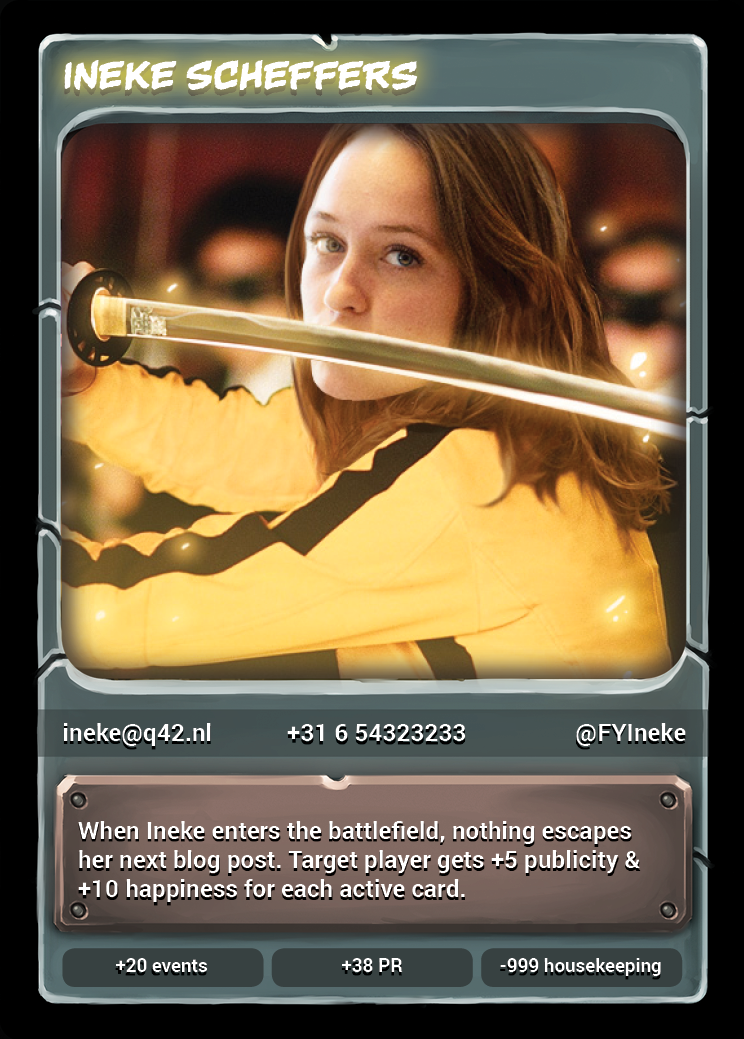 INEKE SCHEFFERS
ineke@q42.nl +31 6 54323233 @FYIneke
When Ineke enters the battlefield, nothing escapes
her next blog post. Target player gets +5 publicity &
+10 happiness for each active card.
+20 events +38 PR -999 housekeeping